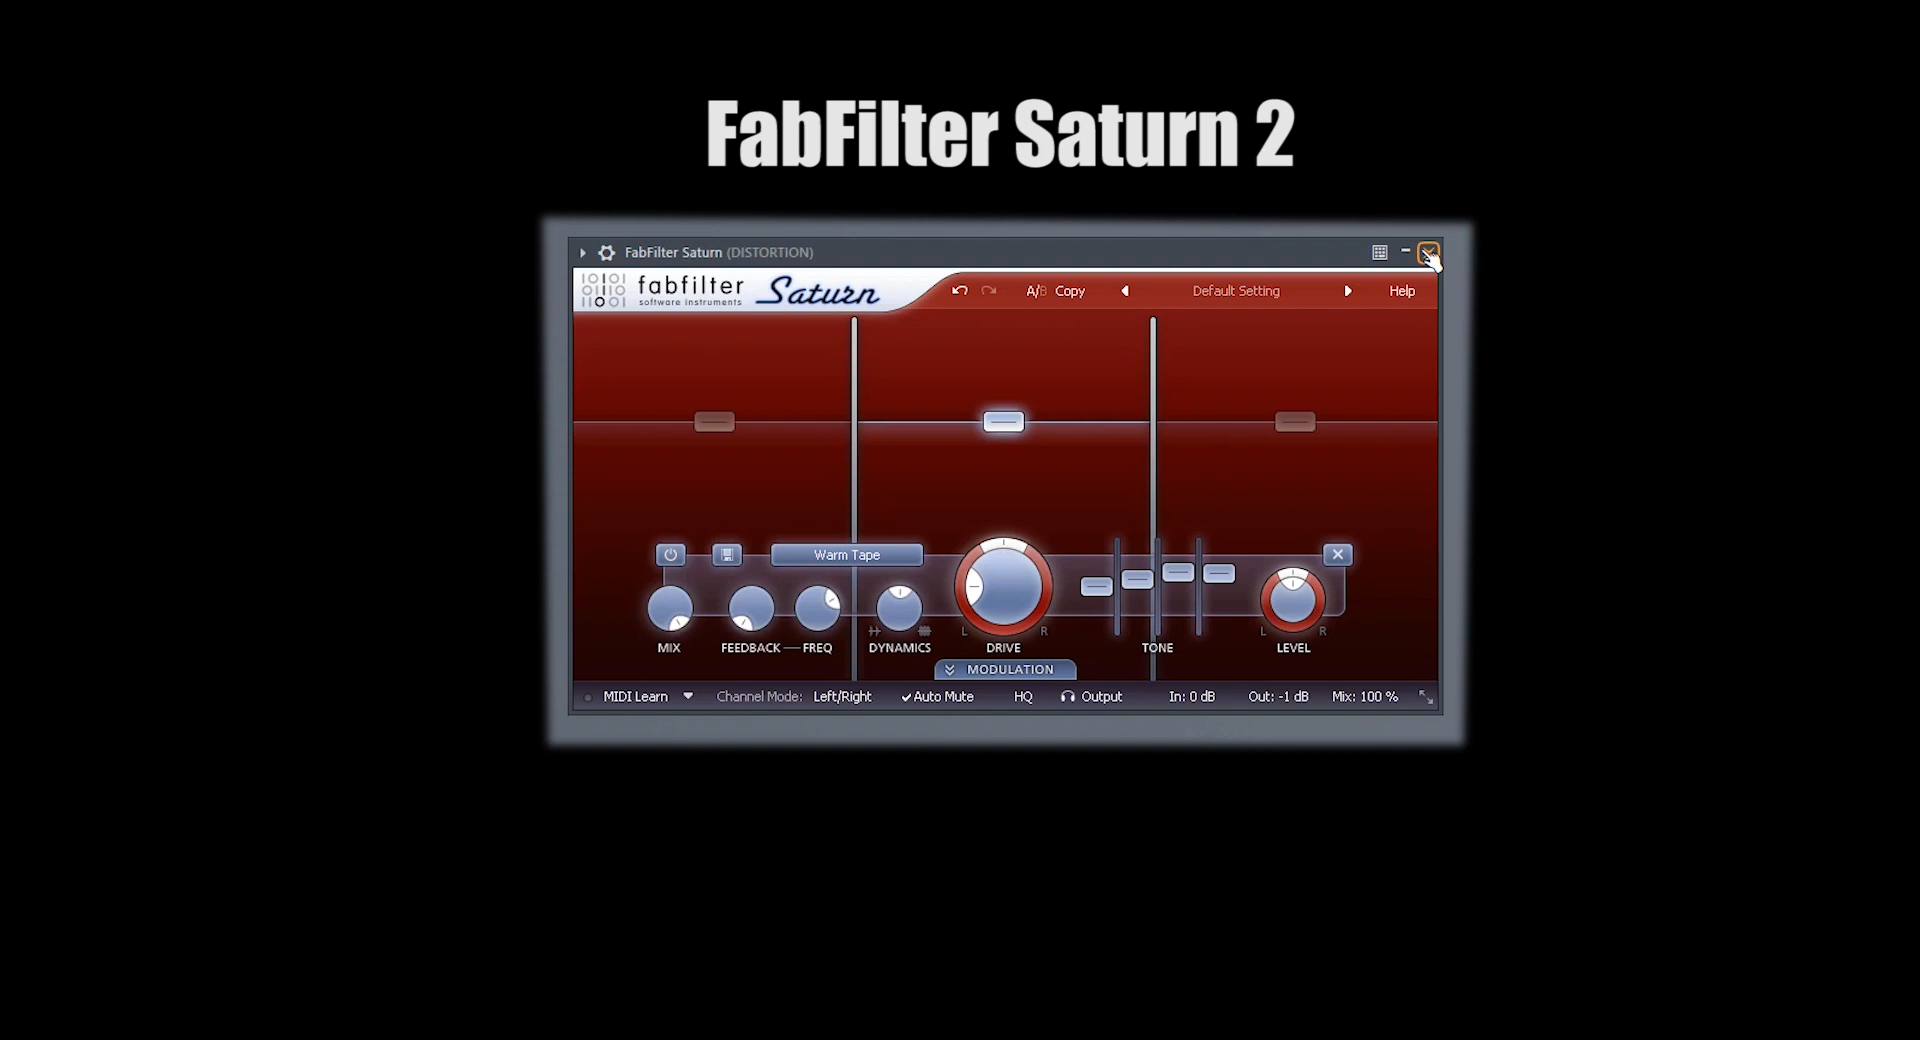 FabFilter Saturn 2
FabFilter Saturn (DISTORTION)
fabfilter
software instruments
Saturn
A/B Copy Default Setting Help
Warm Tape
L R L R
MIX FEEDBACK FREQ DYNAMICS DRIVE TONE LEVEL
MODULATION
MIDI Learn Channel Mode: Left/Right Auto Mute HQ Output In: 0 dB Out: -1 dB Mix: 100 %